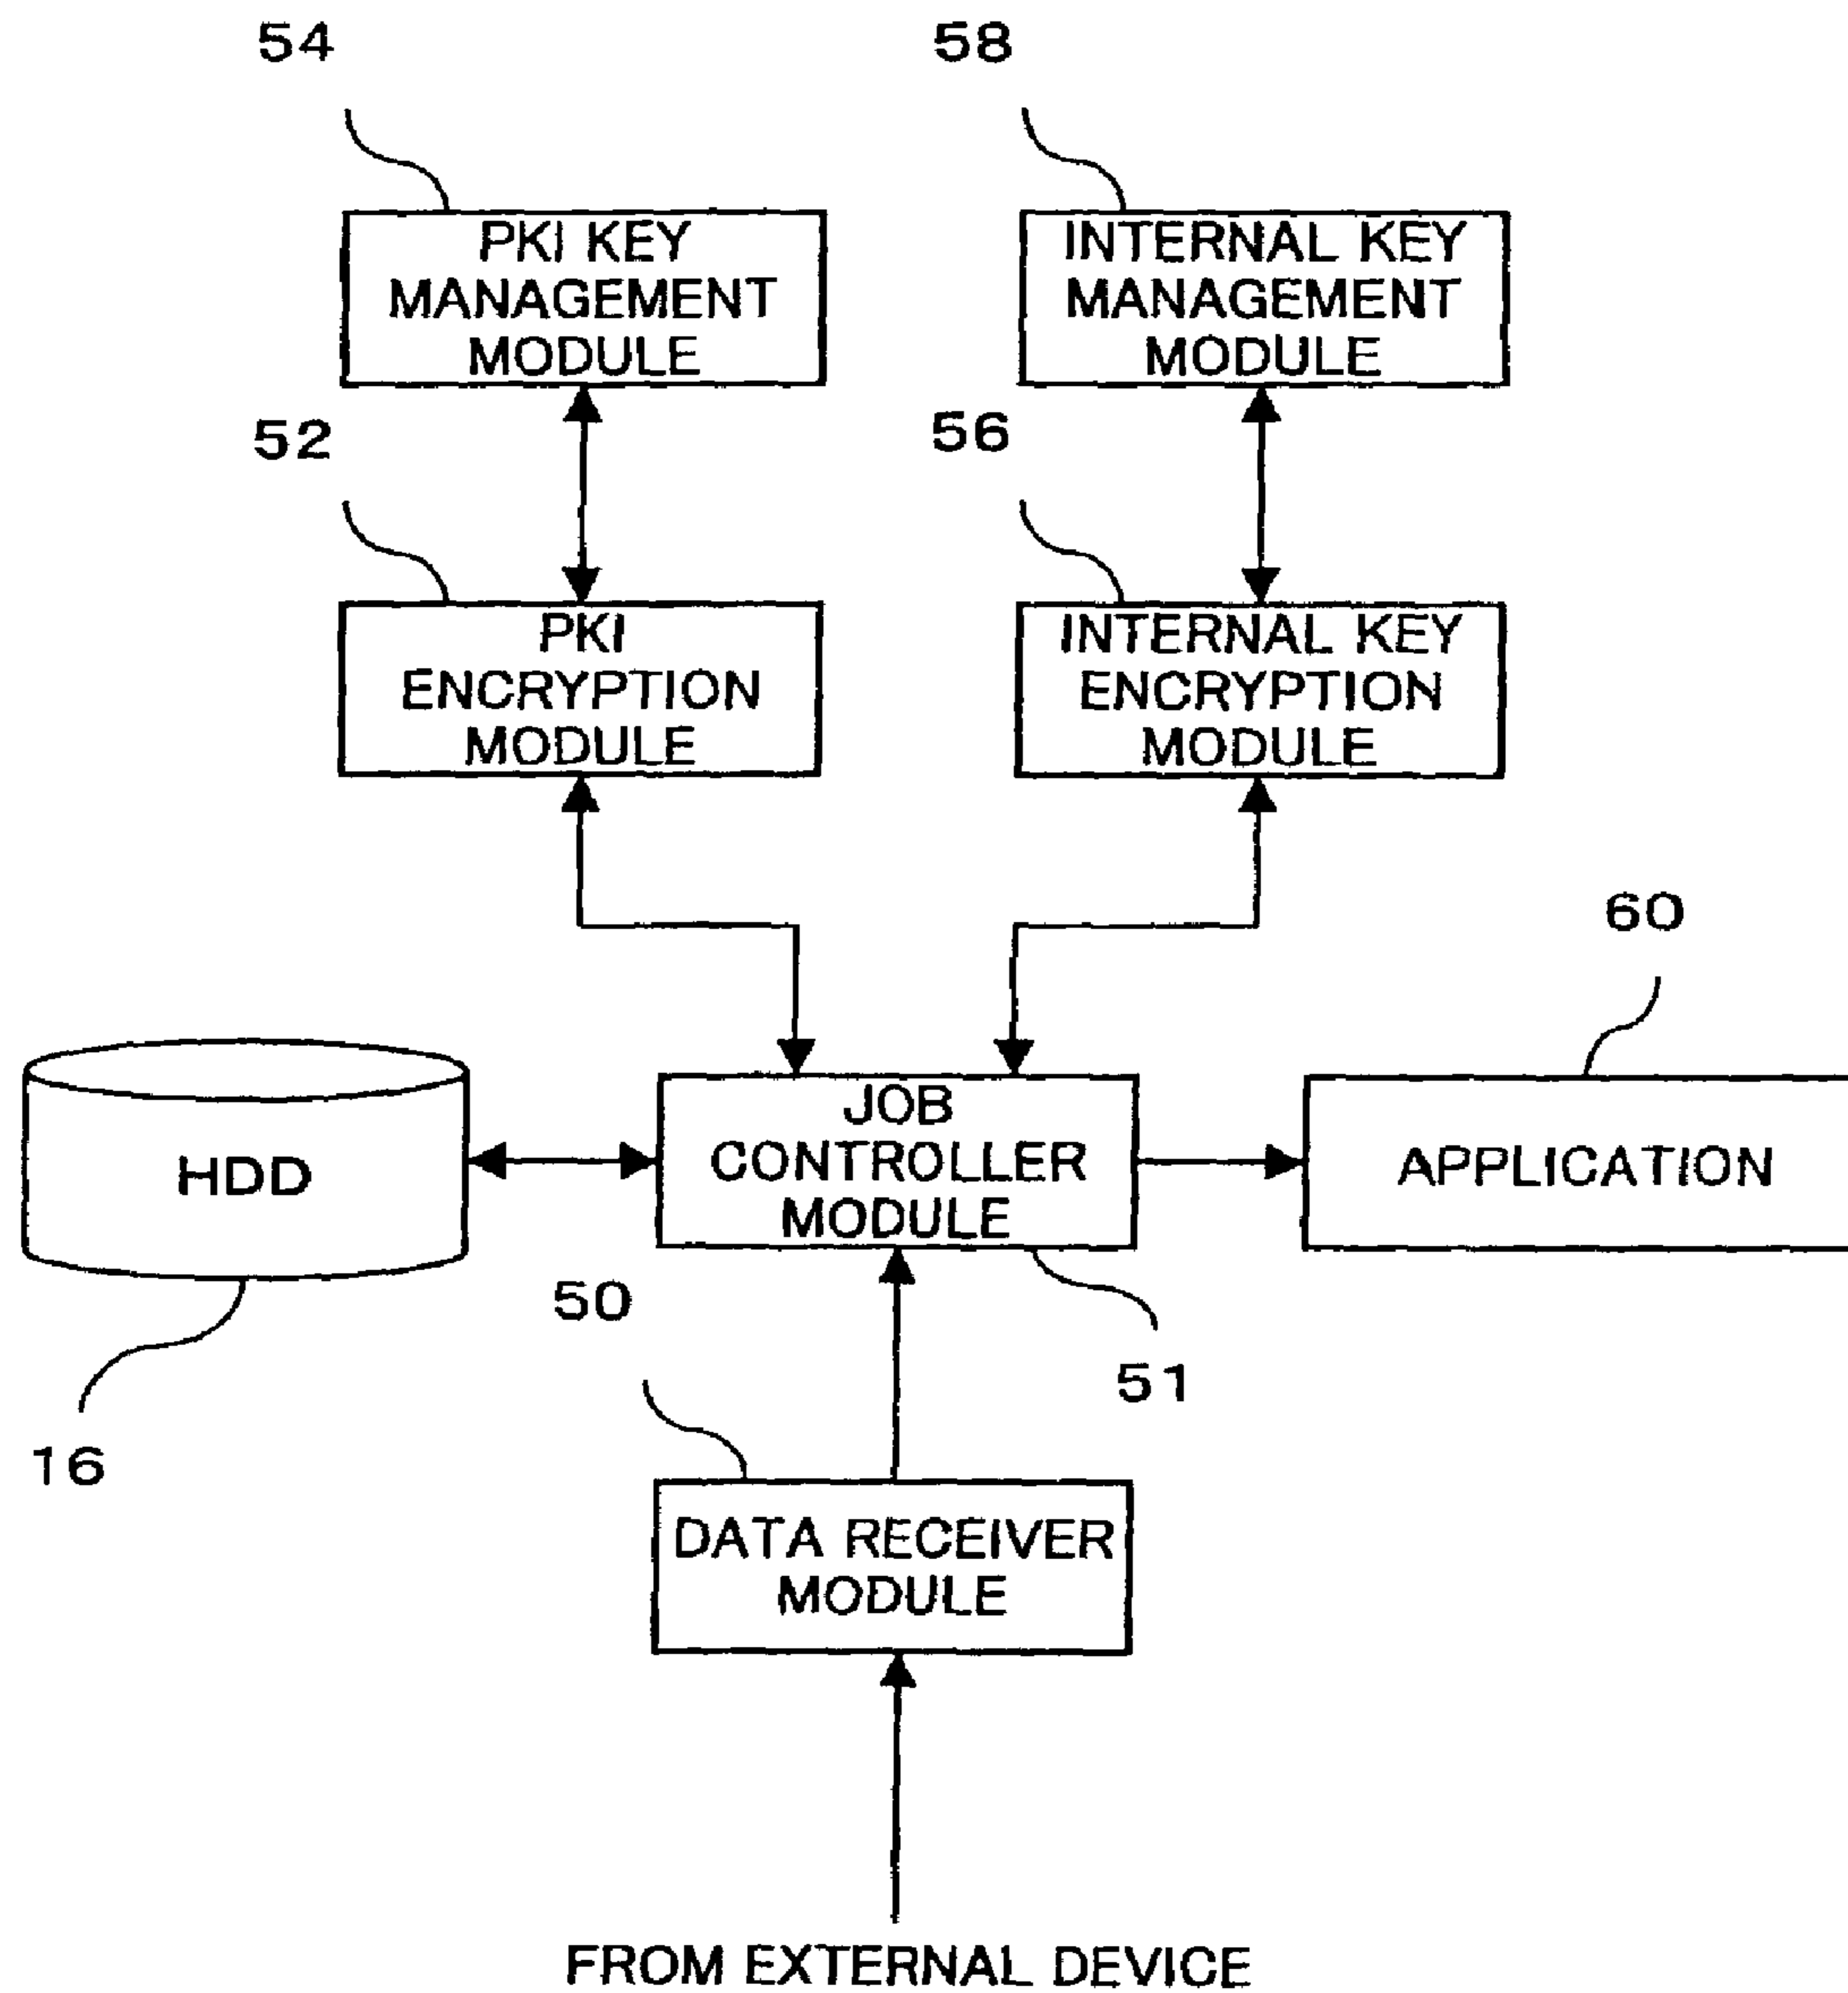 54
58
PKI KEY
MANAGEMENT
MODULE
INTERNAL KEY
MANAGEMENT
MODULE
52
56
PKI
ENCRYPTION
MODULE
INTERNAL KEY
ENCRYPTION
MODULE
60
HDD
JOB
CONTROLLER
MODULE
APPLICATION
50
51
16
DATA RECEIVER
MODULE
FROM EXTERNAL DEVICE